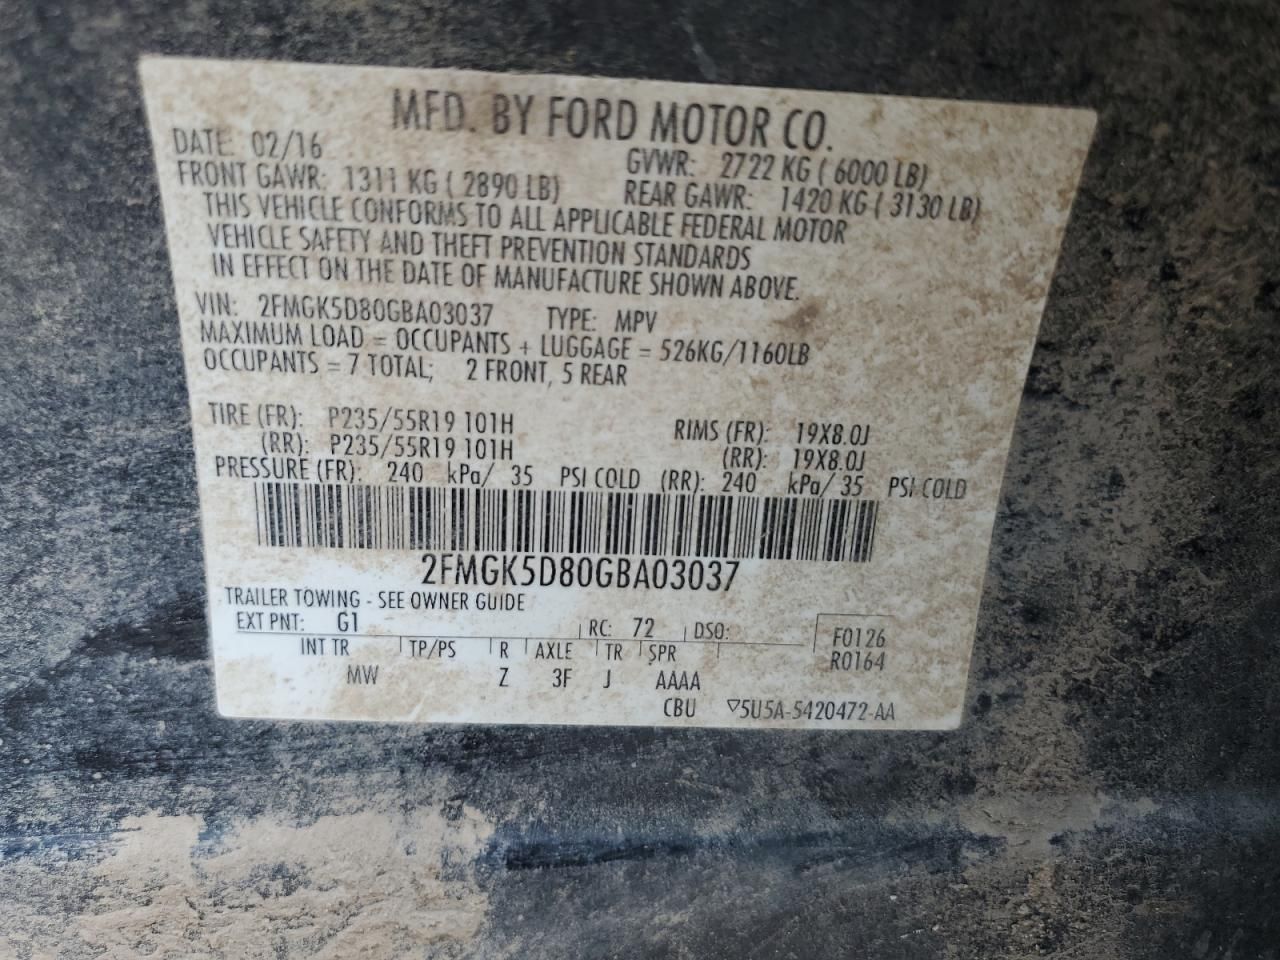 MFD. BY FORD MOTOR CO.
DATE: 02/16 GVWR: 2722 KG ( 6000 LB)
FRONT GAWR: 1311 KG ( 2890 LB) REAR GAWR: 1420 KG ( 3130 LB)
THIS VEHICLE CONFORMS TO ALL APPLICABLE FEDERAL MOTOR
VEHICLE SAFETY AND THEFT PREVENTION STANDARDS
IN EFFECT ON THE DATE OF MANUFACTURE SHOWN ABOVE.
VIN: 2FMGK5D80GBA03037 TYPE: MPV
MAXIMUM LOAD = OCCUPANTS + LUGGAGE = 526KG/1160LB
OCCUPANTS = 7 TOTAL; 2 FRONT, 5 REAR
TIRE (FR): P235/55R19 101H RIMS (FR): 19X8.0J
(RR): P235/55R19 101H (RR): 19X8.0J
PRESSURE (FR): 240 kPa/ 35 PSI COLD (RR): 240 kPa/ 35 PSI COLD
2FMGK5D80GBA03037
TRAILER TOWING - SEE OWNER GUIDE
EXT PNT: G1 RC: 72 DSO: F0126
INT TR TP/PS R AXLE TR SPR R0164
MW Z 3F J AAAA
CBU ▽5U5A-5420472-AA